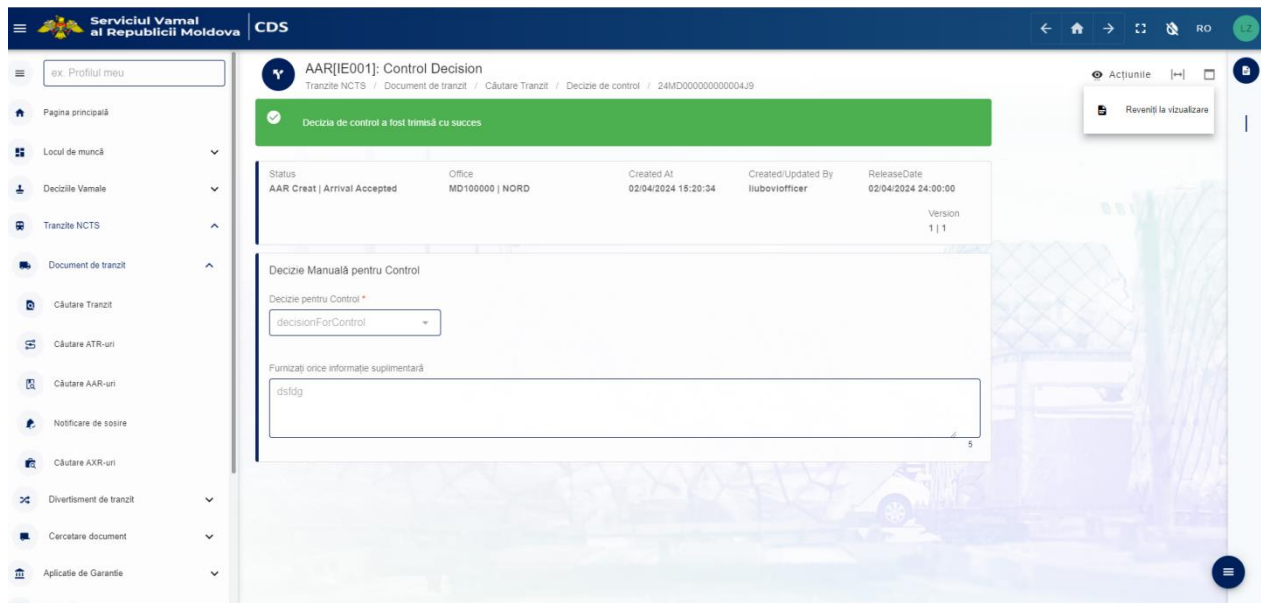 Serviciul Vamal
al Republicii Moldova
CDS
RO
LZ
ex. Profilul meu
Pagina principală
Locul de muncă
Deciziile Vamale
Tranzite NCTS
Document de tranzit
Căutare Tranzit
Căutare ATR-uri
Căutare AAR-uri
Notificare de sosire
Căutare AXR-uri
Divertisment de tranzit
Cercetare document
Aplicatie de Garantie
AAR[IE001]: Control Decision
Tranzite NCTS / Document de tranzit / Căutare Tranzit / Decizie de control / 24MD000000000004J9
Acțiunile
Reveniți la vizualizare
Decizia de control a fost trimisă cu succes
Status Office Created At Created/Updated By ReleaseDate
AAR Creat | Arrival Accepted MD100000 | NORD 02/04/2024 15:20:34 liuboviofficer 02/04/2024 24:00:00
Version
1 | 1
Decizie Manuală pentru Control
Decizie pentru Control *
decisionForControl
Furnizați orice informație suplimentară
dsfdg
5